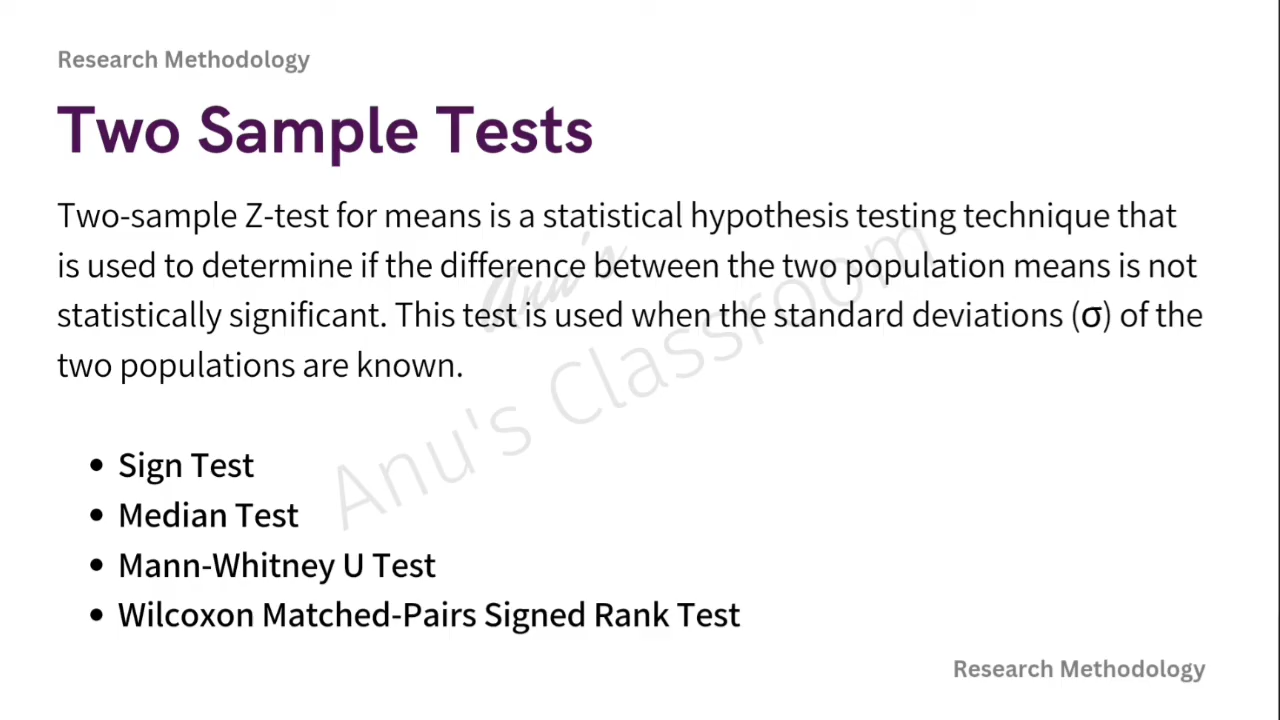 Research Methodology
Two Sample Tests
Two-sample Z-test for means is a statistical hypothesis testing technique that
is used to determine if the difference between the two population means is not
statistically significant. This test is used when the standard deviations (σ) of the
two populations are known.
Anu's
Anu's Classroom
• Sign Test
• Median Test
• Mann-Whitney U Test
• Wilcoxon Matched-Pairs Signed Rank Test
Research Methodology